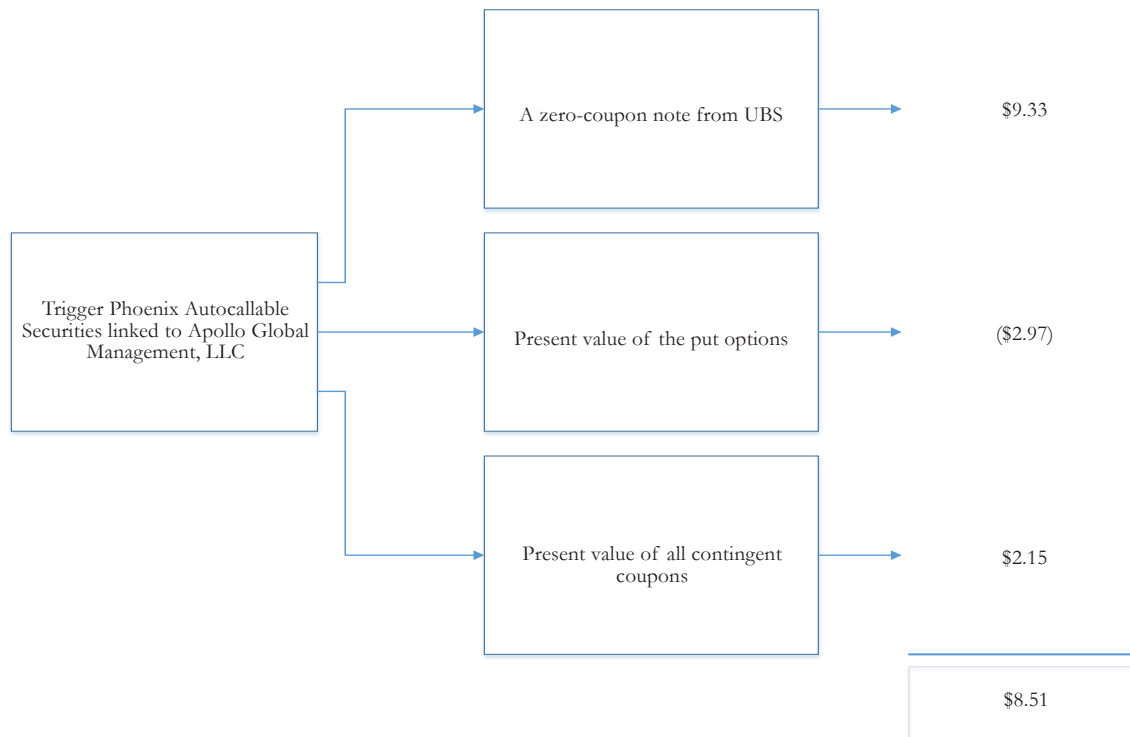 A zero-coupon note from UBS
$9.33
Trigger Phoenix Autocallable
Securities linked to Apollo Global
Management, LLC
Present value of the put options
($2.97)
Present value of all contingent
coupons
$2.15
$8.51